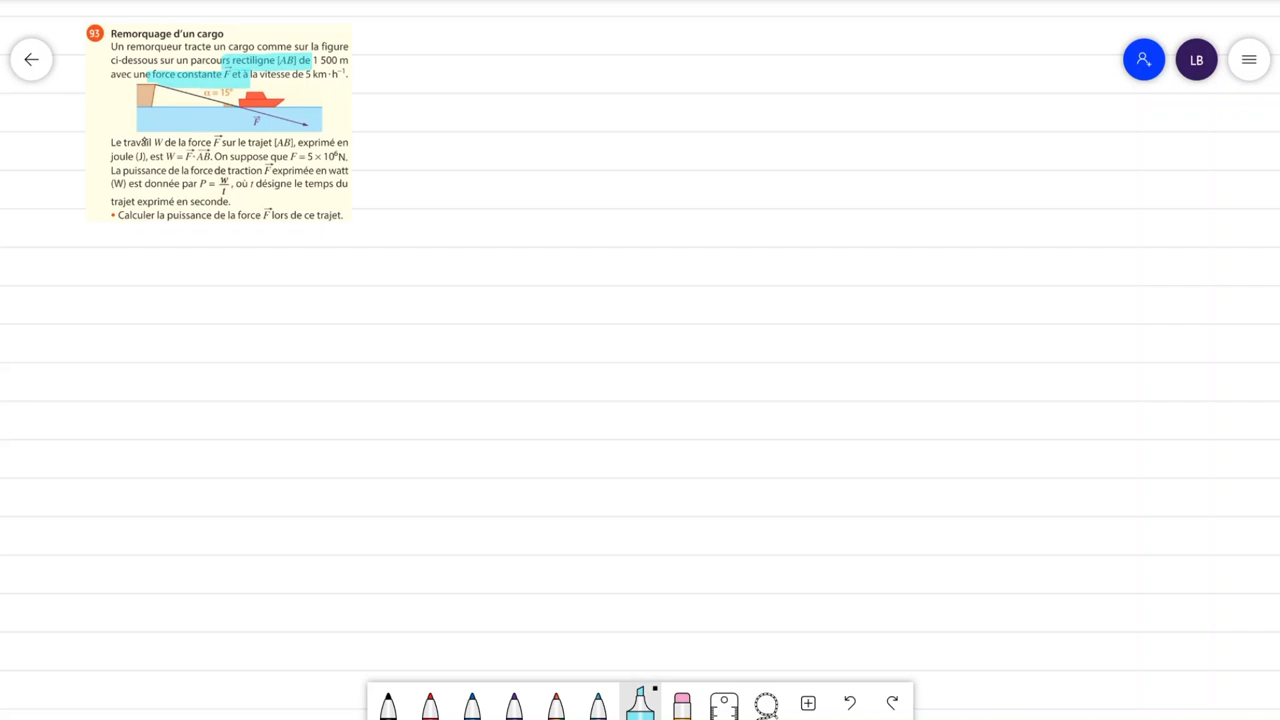 93 Remorquage d'un cargo
Un remorqueur tracte un cargo comme sur la figure
ci-dessous sur un parcours rectiligne [AB] de 1 500 m
avec une force constante F⃗ et à la vitesse de 5 km·h⁻¹.
α = 15°
F⃗
Le travail W de la force F⃗ sur le trajet [AB], exprimé en
joule (J), est W = F⃗·AB⃗. On suppose que F = 5 × 10⁶ N.
La puissance de la force de traction F⃗ exprimée en watt
(W) est donnée par P = W/t, où t désigne le temps du
trajet exprimé en seconde.
• Calculer la puissance de la force F⃗ lors de ce trajet.
LB